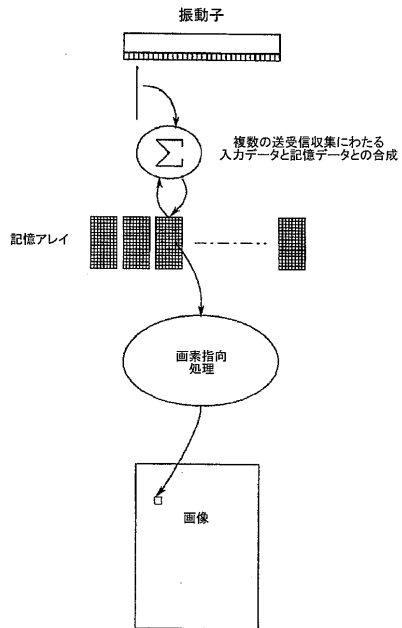 振動子
Σ
複数の送受信収集にわたる
入力データと記憶データとの合成
記憶アレイ
画素指向
処理
画像